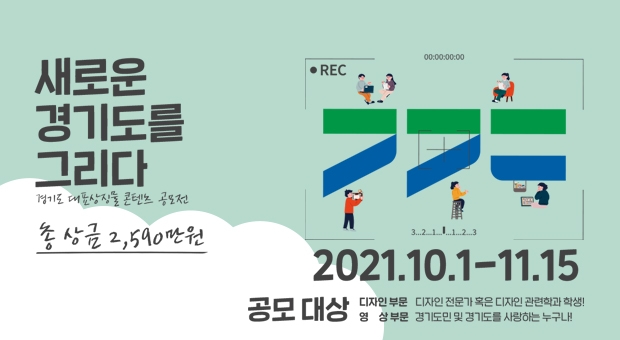 새로운
경기도를
그리다
경기도 대표상징물 콘텐츠 공모전
총 상금 2,590만원
REC
00:00:00:00
3...2...1...1...2...3
2021.10.1-11.15
공모 대상
디자인 부문 디자인 전문가 혹은 디자인 관련학과 학생!
영 상 부문 경기도민 및 경기도를 사랑하는 누구나!